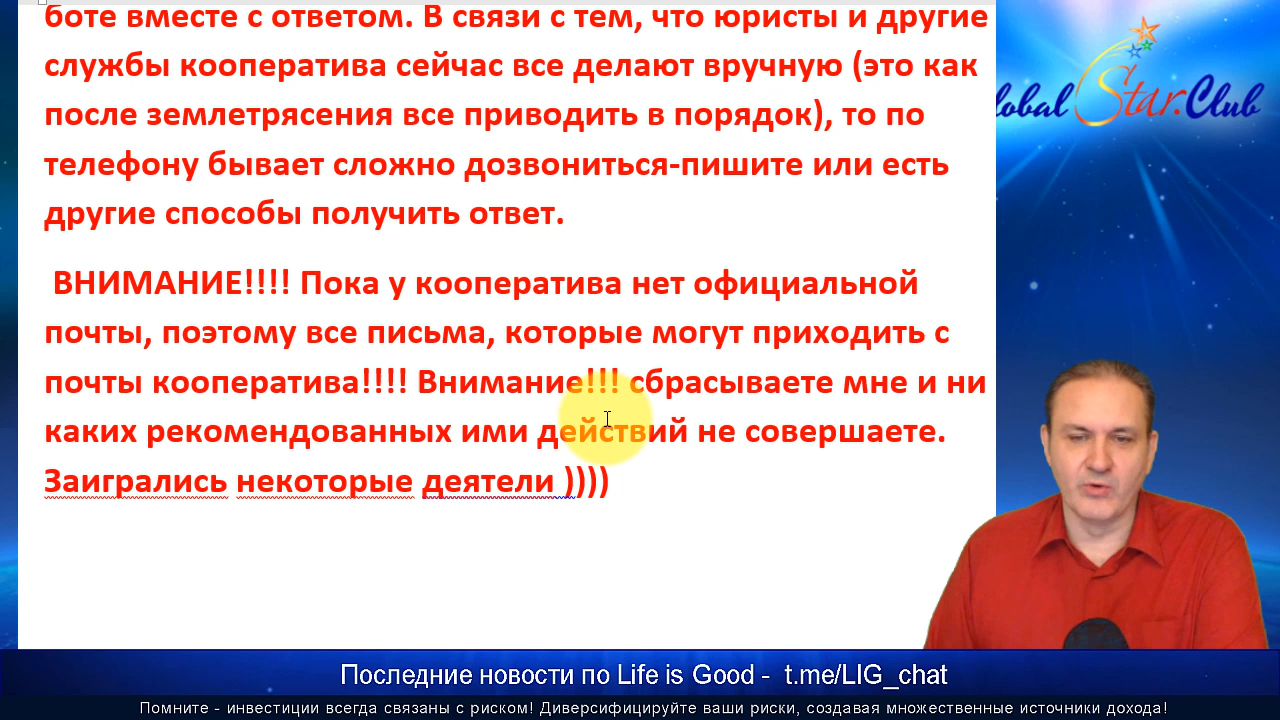 боте вместе с ответом. В связи с тем, что юристы и другие
службы кооператива сейчас все делают вручную (это как
после землетрясения все приводить в порядок), то по
телефону бывает сложно дозвониться-пишите или есть
другие способы получить ответ.
ВНИМАНИЕ!!!! Пока у кооператива нет официальной
почты, поэтому все письма, которые могут приходить с
почты кооператива!!!! Внимание!!! сбрасываете мне и ни
каких рекомендованных ими действий не совершаете.
Заигрались некоторые деятели ))))
lobal Star.Club
Последние новости по Life is Good - t.me/LIG_chat
Помните - инвестиции всегда связаны с риском! Диверсифицируйте ваши риски, создавая множественные источники дохода!